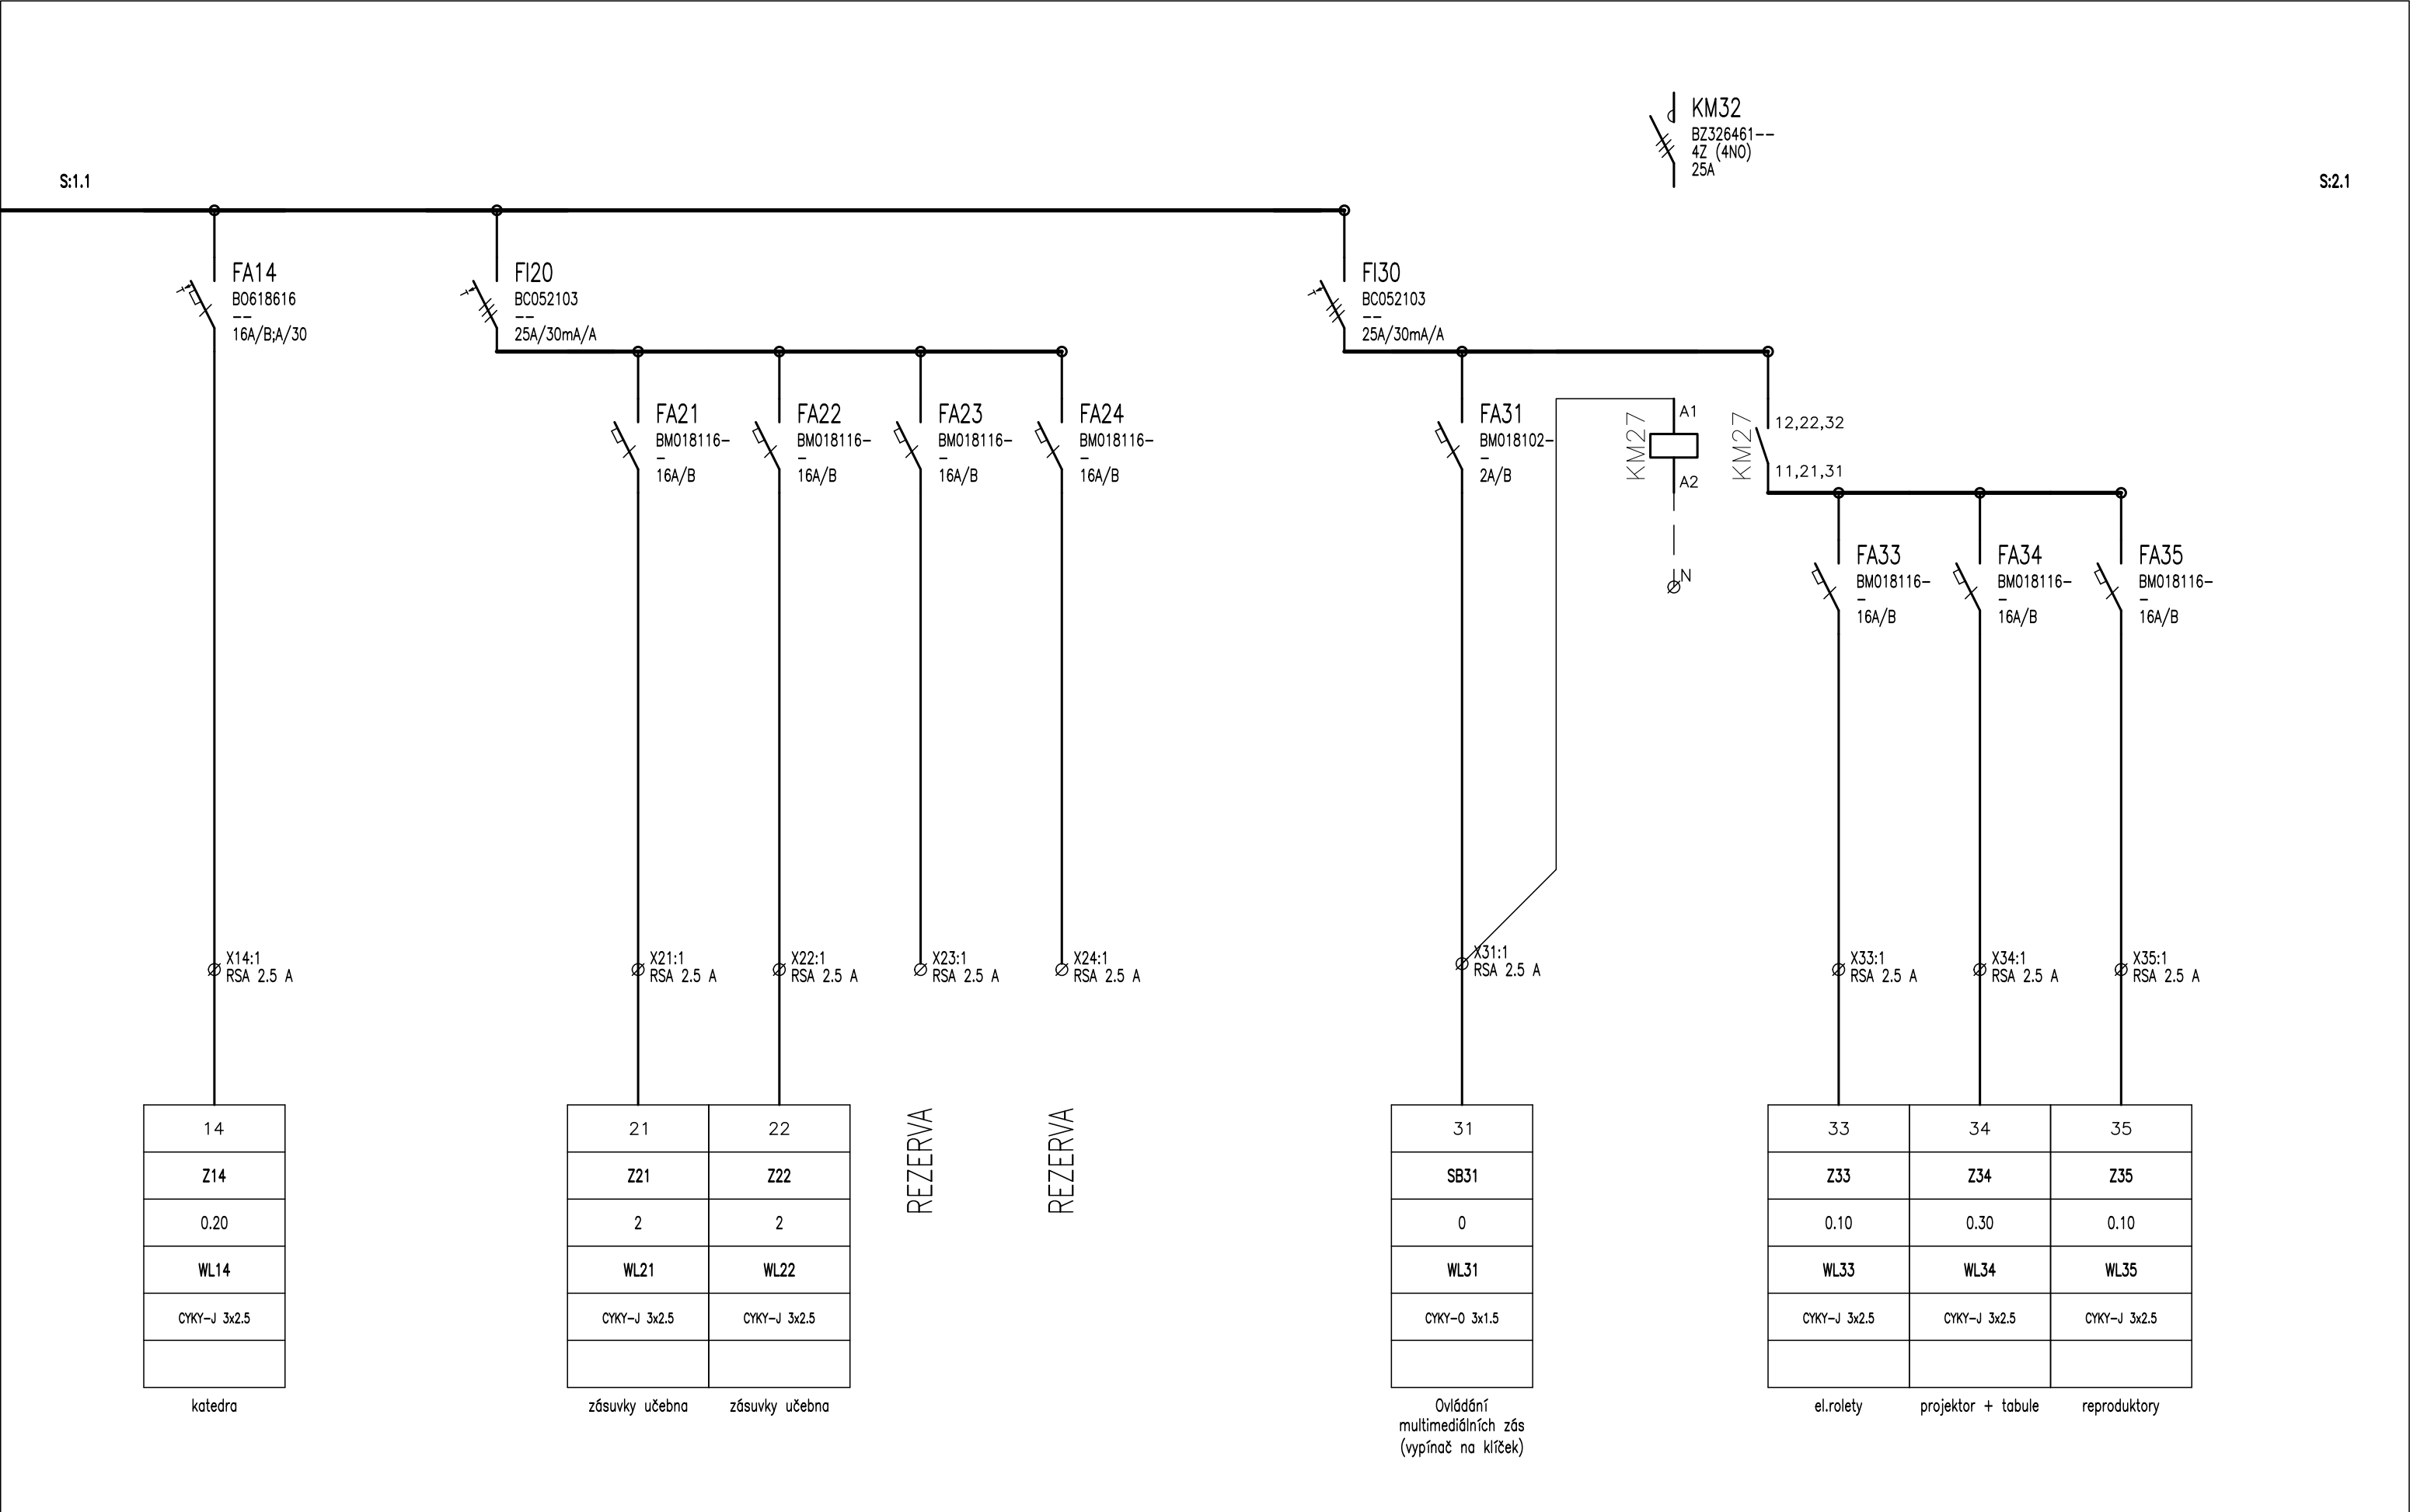 KM32
BZ326461--
4Z (4NO)
25A
S:1.1
S:2.1
FA14
BO618616
--
16A/B;A/30
FI20
BC052103
--
25A/30mA/A
FI30
BC052103
--
25A/30mA/A
FA21
BM018116-
-
16A/B
FA22
BM018116-
-
16A/B
FA23
BM018116-
-
16A/B
FA24
BM018116-
-
16A/B
FA31
BM018102-
-
2A/B
KM27
A1
A2
N
KM27
12,22,32
11,21,31
FA33
BM018116-
-
16A/B
FA34
BM018116-
-
16A/B
FA35
BM018116-
-
16A/B
X14:1
RSA 2.5 A
X21:1
RSA 2.5 A
X22:1
RSA 2.5 A
X23:1
RSA 2.5 A
X24:1
RSA 2.5 A
X31:1
RSA 2.5 A
X33:1
RSA 2.5 A
X34:1
RSA 2.5 A
X35:1
RSA 2.5 A
14
Z14
0.20
WL14
CYKY-J 3x2.5
katedra
21
Z21
2
WL21
CYKY-J 3x2.5
zásuvky učebna
22
Z22
2
WL22
CYKY-J 3x2.5
zásuvky učebna
REZERVA
REZERVA
31
SB31
0
WL31
CYKY-O 3x1.5
Ovládání
multimediálních zás
(vypínač na klíček)
33
Z33
0.10
WL33
CYKY-J 3x2.5
el.rolety
34
Z34
0.30
WL34
CYKY-J 3x2.5
projektor + tabule
35
Z35
0.10
WL35
CYKY-J 3x2.5
reproduktory